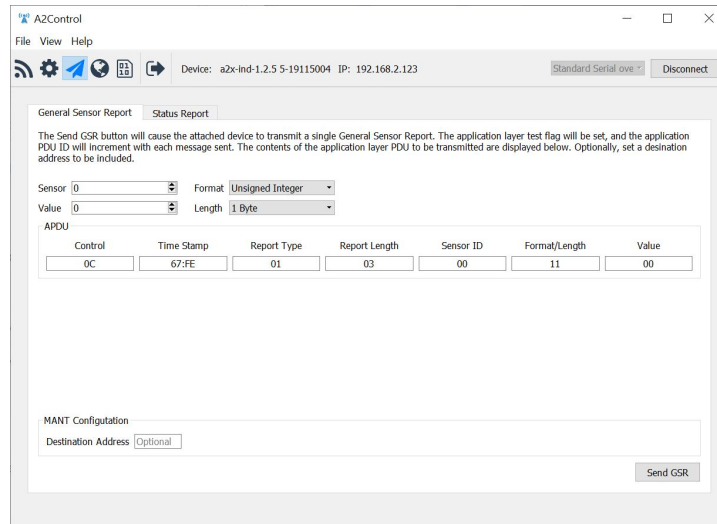 A2Control
File View Help
Device: a2x-ind-1.2.5 5-19115004 IP: 192.168.2.123
Standard Serial ove
Disconnect
General Sensor Report
Status Report
The Send GSR button will cause the attached device to transmit a single General Sensor Report. The application layer test flag will be set, and the application
PDU ID will increment with each message sent. The contents of the application layer PDU to be transmitted are displayed below. Optionally, set a desination
address to be included.
Sensor 0 Format Unsigned Integer
Value 0 Length 1 Byte
APDU
Control Time Stamp Report Type Report Length Sensor ID Format/Length Value
0C 67:FE 01 03 00 11 00
MANT Configutation
Destination Address Optional
Send GSR